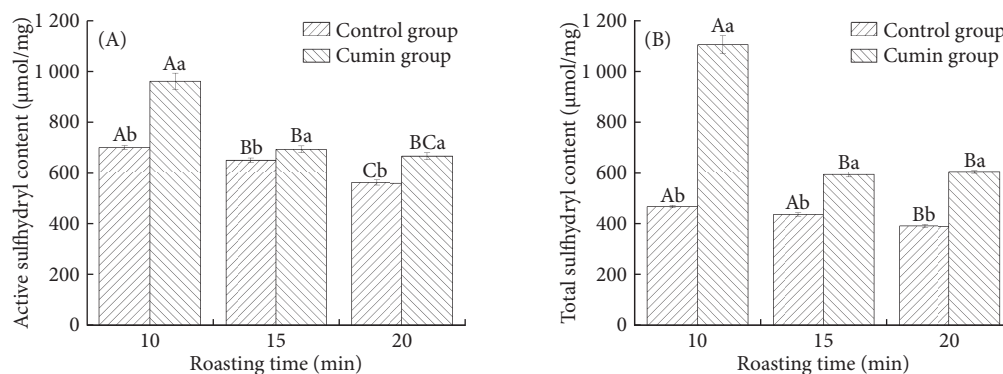 (A)
Control group
Cumin group
Active sulfhydryl content (μmol/mg)
1 200
1 000
800
600
400
200
0
Ab
Aa
Bb
Ba
Cb
BCa
10
15
20
Roasting time (min)
(B)
Control group
Cumin group
Total sulfhydryl content (μmol/mg)
1 200
1 000
800
600
400
200
0
Ab
Aa
Ab
Ba
Bb
Ba
10
15
20
Roasting time (min)